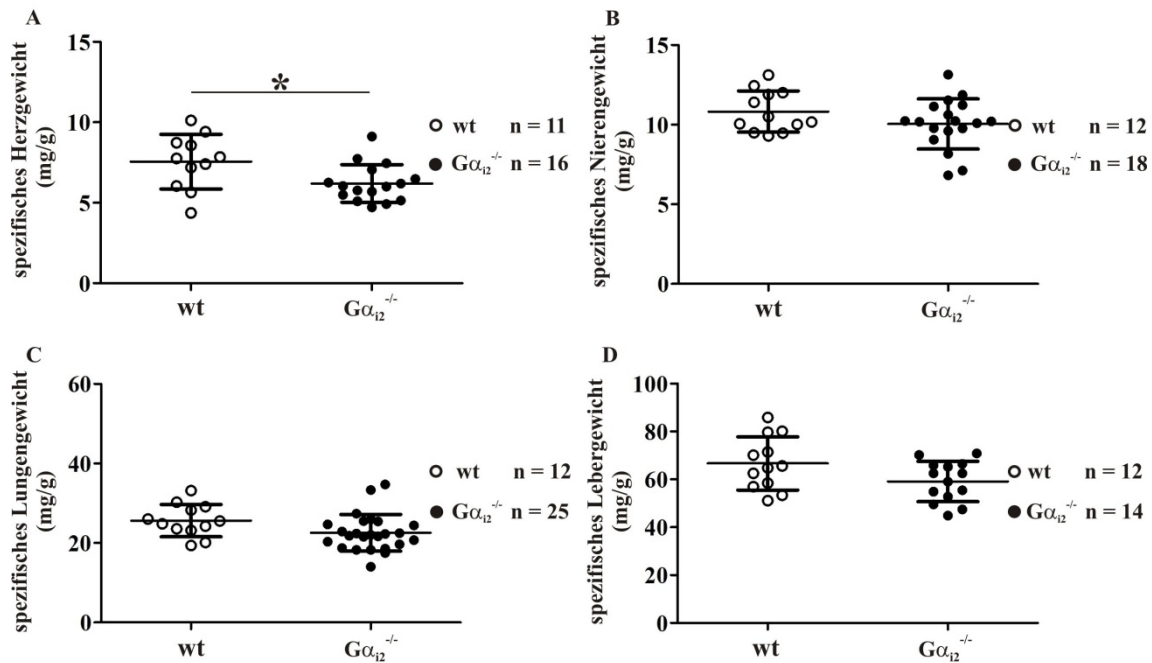 A
spezifisches Herzgewicht
(mg/g)
15
10
5
0
*
wt n = 11
Gαi2-/- n = 16
wt
Gαi2-/-
B
spezifisches Nierengewicht
(mg/g)
15
10
5
0
wt n = 12
Gαi2-/- n = 18
wt
Gαi2-/-
C
spezifisches Lungengewicht
(mg/g)
60
40
20
0
wt n = 12
Gαi2-/- n = 25
wt
Gαi2-/-
D
spezifisches Lebergewicht
(mg/g)
100
80
60
40
20
0
wt n = 12
Gαi2-/- n = 14
wt
Gαi2-/-